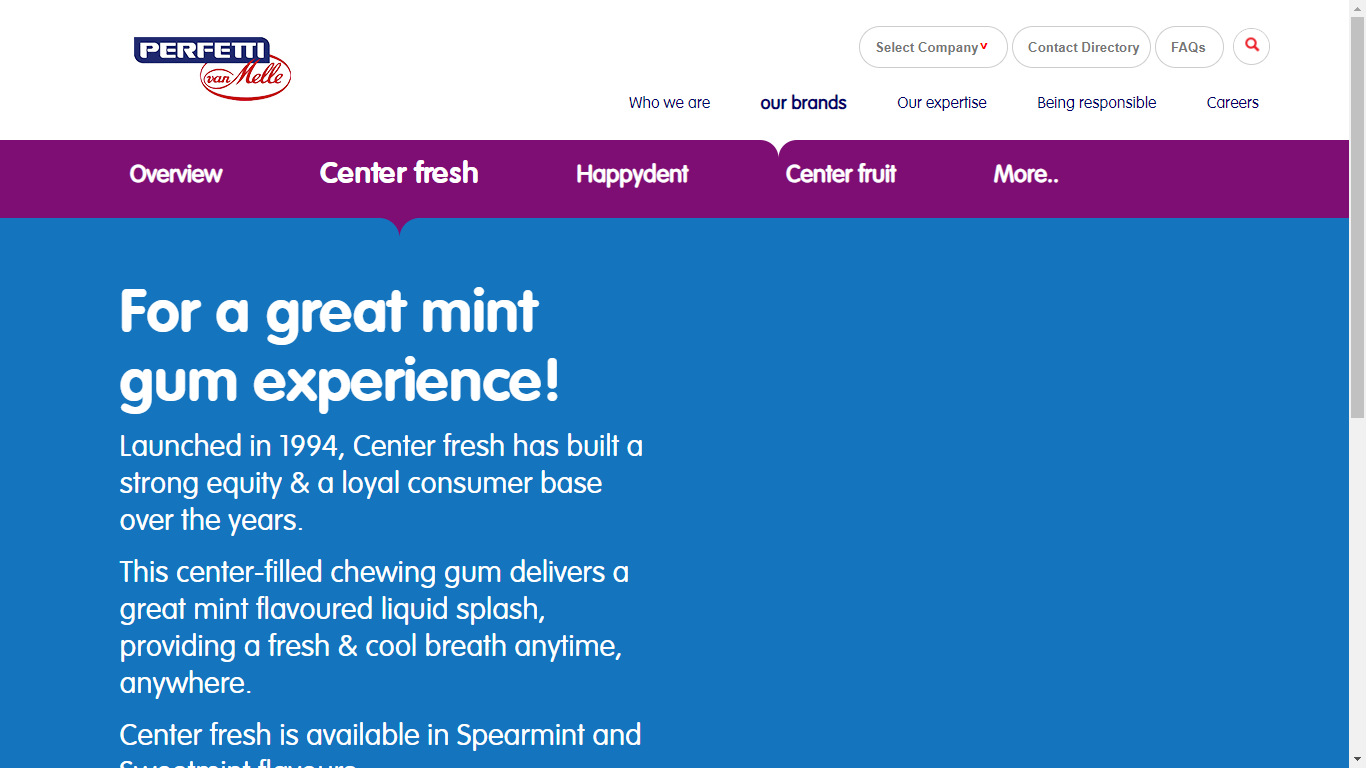 PERFETTI
van Melle
Select Company
Contact Directory
FAQs
Who we are
our brands
Our expertise
Being responsible
Careers
Overview
Center fresh
Happydent
Center fruit
More..
For a great mint
gum experience!
Launched in 1994, Center fresh has built a
strong equity & a loyal consumer base
over the years.
This center-filled chewing gum delivers a
great mint flavoured liquid splash,
providing a fresh & cool breath anytime,
anywhere.
Center fresh is available in Spearmint and
Sweetmint flavours